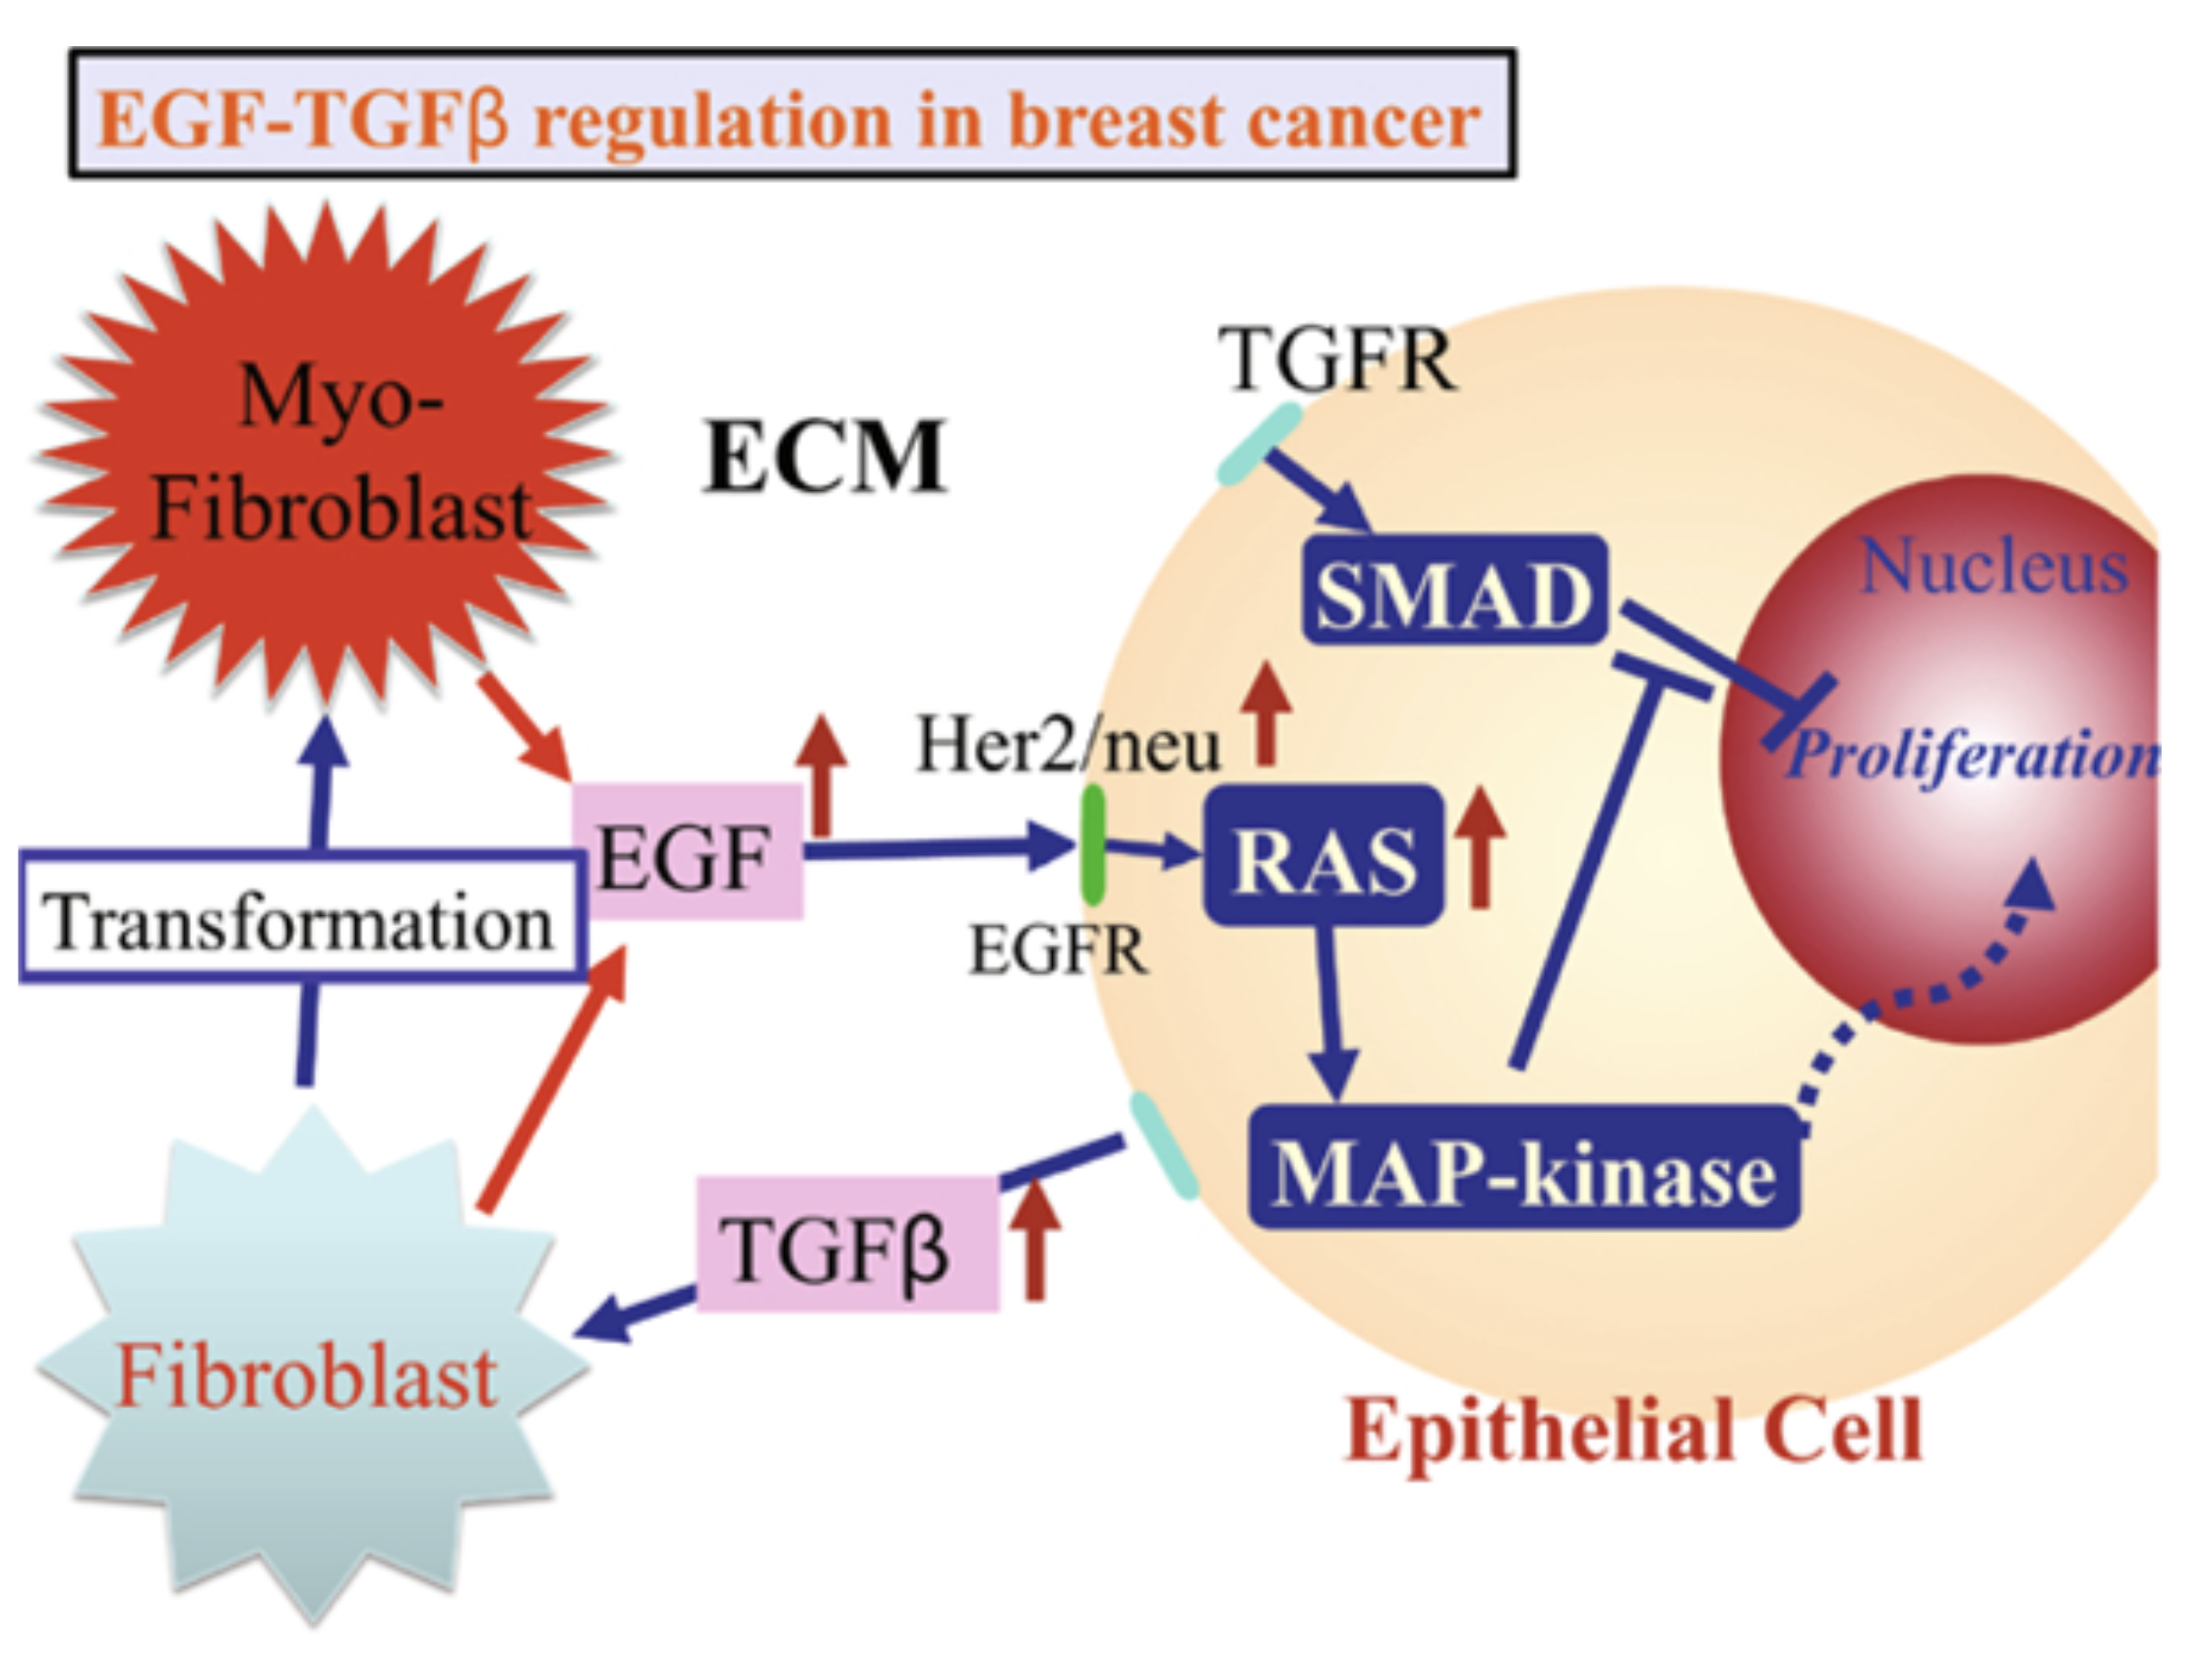 EGF-TGFβ regulation in breast cancer
Myo-
Fibroblast
ECM
TGFR
SMAD
Nucleus
Proliferation
Her2/neu
EGF
RAS
EGFR
Transformation
MAP-kinase
TGFβ
Fibroblast
Epithelial Cell